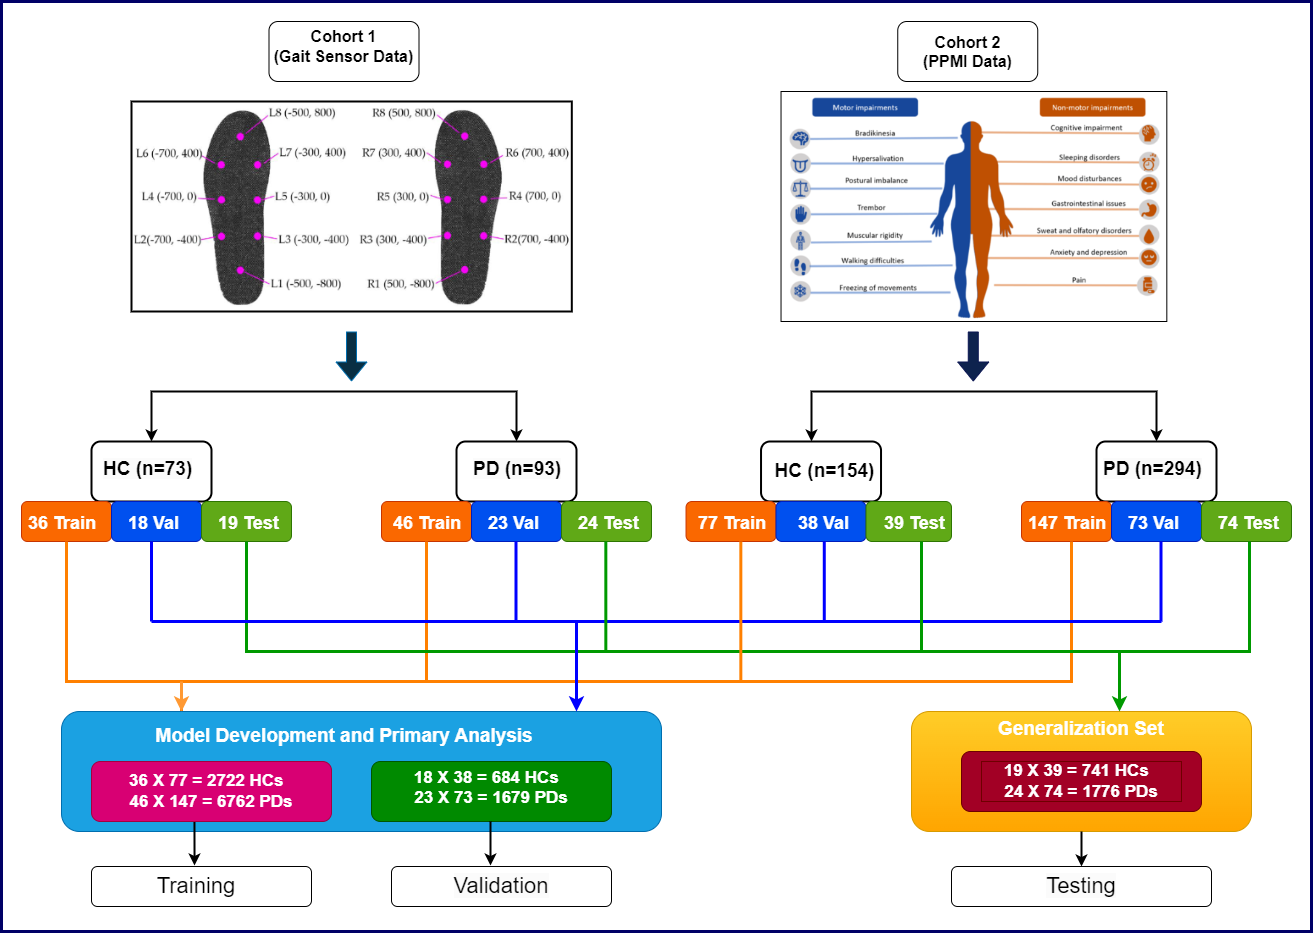 Cohort 1
(Gait Sensor Data)
Cohort 2
(PPMI Data)
L8 (-500, 800)
R8 (500, 800)
L6 (-700, 400)
L7 (-300, 400)
R7 (300, 400)
R6 (700, 400)
L4 (-700, 0)
L5 (-300, 0)
R5 (300, 0)
R4 (700, 0)
L2(-700, -400)
L3 (-300, -400)
R3 (300, -400)
R2(700, -400)
L1 (-500, -800)
R1 (500, -800)
Motor impairments
Non-motor impairments
Bradikinesia
Cognitive impairment
Hypersalivation
Sleeping disorders
Postural imbalance
Mood disturbances
Trembor
Gastrointestinal issues
Muscular rigidity
Sweat and olfatory disorders
Walking difficulties
Anxiety and depression
Freezing of movements
Pain
HC (n=73)
PD (n=93)
HC (n=154)
PD (n=294)
36 Train
18 Val
19 Test
46 Train
23 Val
24 Test
77 Train
38 Val
39 Test
147 Train
73 Val
74 Test
Model Development and Primary Analysis
36 X 77 = 2722 HCs
46 X 147 = 6762 PDs
18 X 38 = 684 HCs
23 X 73 = 1679 PDs
Generalization Set
19 X 39 = 741 HCs
24 X 74 = 1776 PDs
Training
Validation
Testing